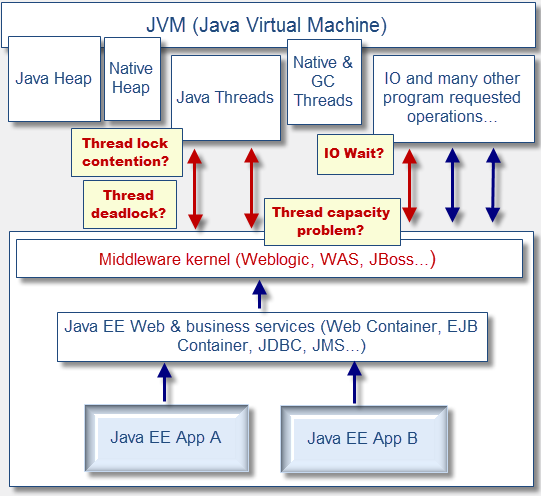 JVM (Java Virtual Machine)
Java Heap
Native
Heap
Java Threads
Native &
GC
Threads
IO and many other
program requested
operations…
Thread lock
contention?
Thread
deadlock?
IO Wait?
Thread capacity
problem?
Middleware kernel (Weblogic, WAS, JBoss…)
Java EE Web & business services (Web Container, EJB
Container, JDBC, JMS…)
Java EE App A
Java EE App B